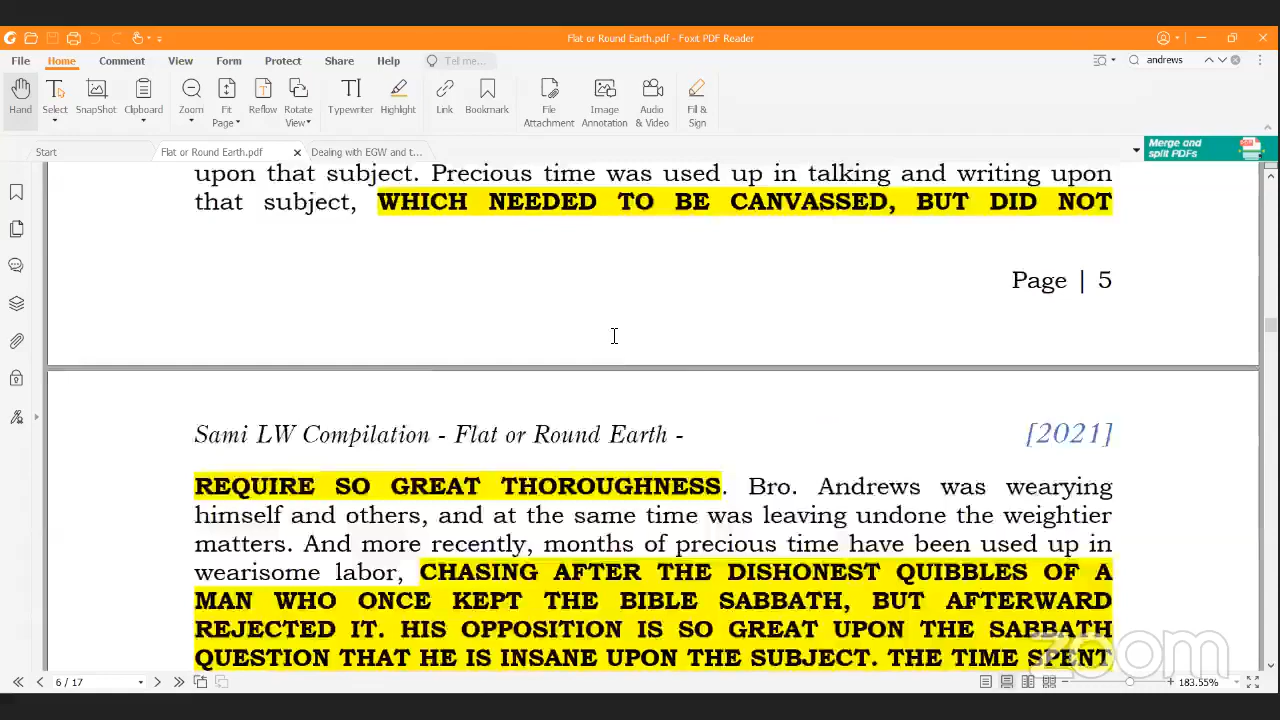 Flat or Round Earth.pdf - Foxit PDF Reader
File Home Comment View Form Protect Share Help Tell me... andrews
Hand Select SnapShot Clipboard Zoom Fit Page Reflow Rotate View Typewriter Highlight Link Bookmark File Attachment Image Annotation Audio & Video Fill & Sign
Start Flat or Round Earth.pdf Dealing with EGW and t... Merge and split PDFs
upon that subject. Precious time was used up in talking and writing upon
that subject, WHICH NEEDED TO BE CANVASSED, BUT DID NOT
Page | 5
Sami LW Compilation - Flat or Round Earth - [2021]
REQUIRE SO GREAT THOROUGHNESS. Bro. Andrews was wearying
himself and others, and at the same time was leaving undone the weightier
matters. And more recently, months of precious time have been used up in
wearisome labor, CHASING AFTER THE DISHONEST QUIBBLES OF A
MAN WHO ONCE KEPT THE BIBLE SABBATH, BUT AFTERWARD
REJECTED IT. HIS OPPOSITION IS SO GREAT UPON THE SABBATH
QUESTION THAT HE IS INSANE UPON THE SUBJECT. THE TIME SPENT
zoom
6 / 17 183.55%